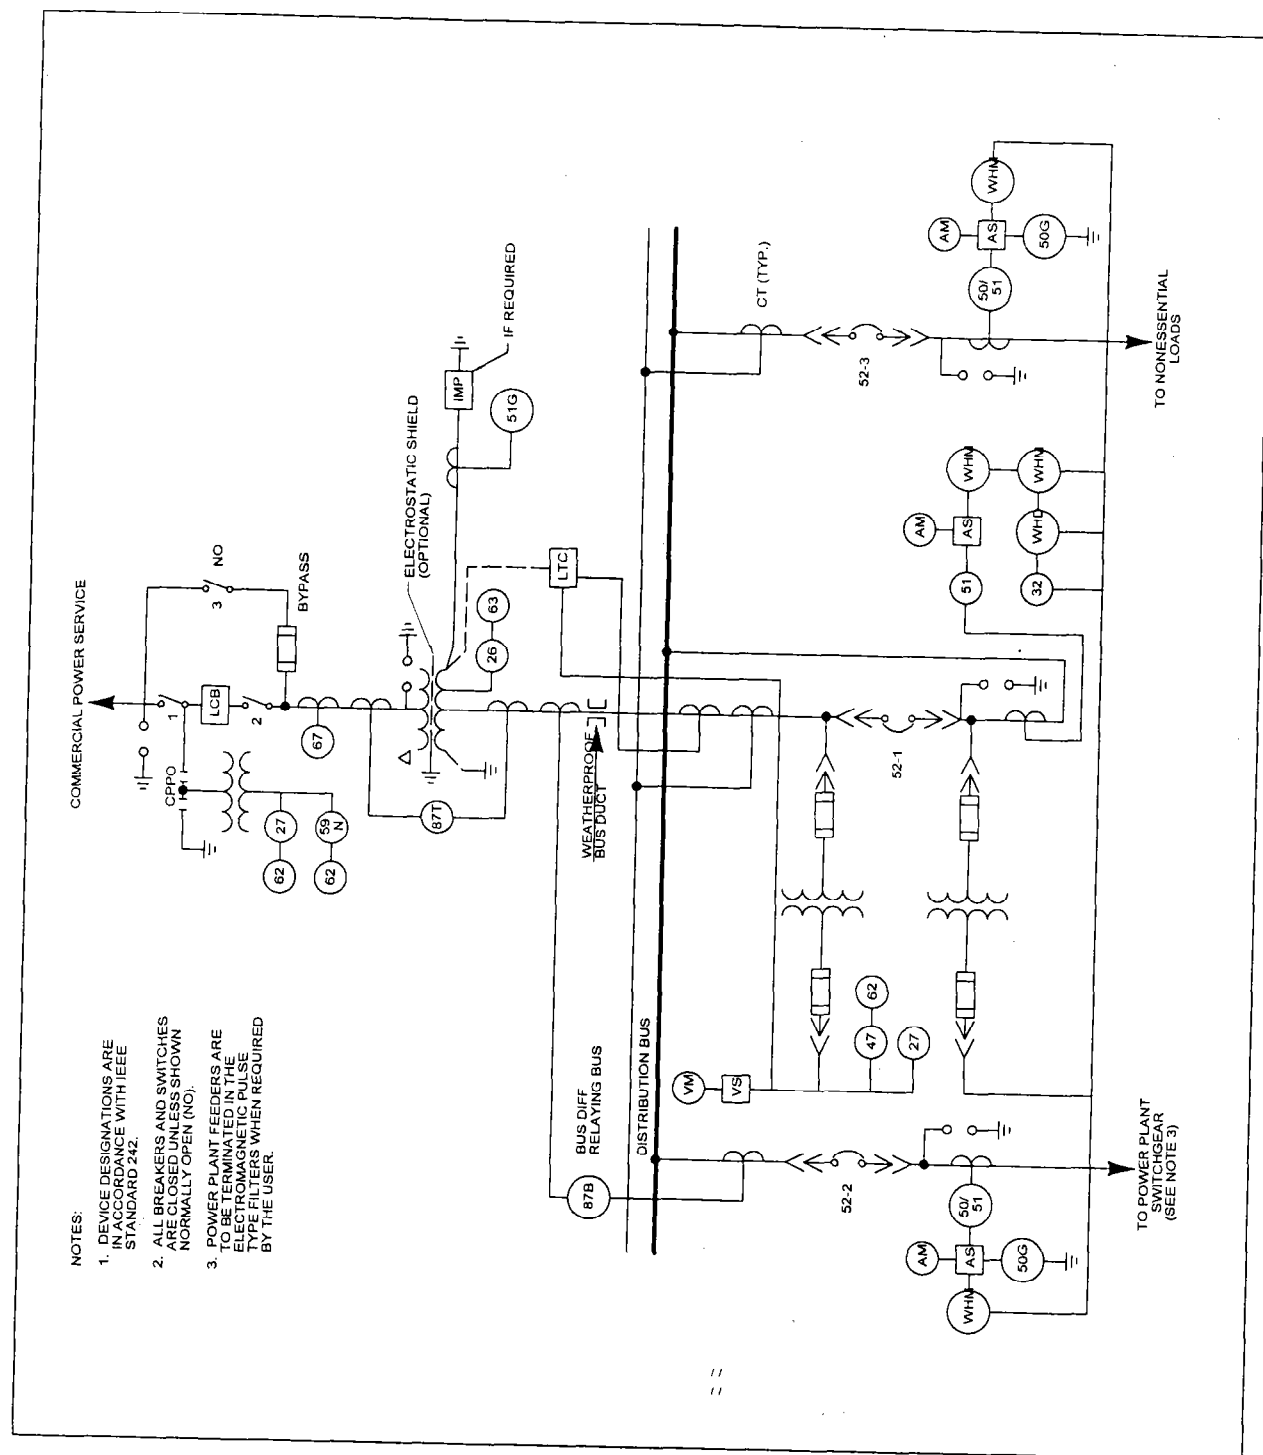 COMMERCIAL POWER SERVICE
NO
3
1
LCB
2
BYPASS
CPPO
67
27
62
59
N
62
87T
Δ
ELECTROSTATIC SHIELD
(OPTIONAL)
IMP
IF REQUIRED
51G
26
63
LTC
WEATHERPROOF
BUS DUCT
NOTES:
1. DEVICE DESIGNATIONS ARE
IN ACCORDANCE WITH IEEE
STANDARD 242.
2. ALL BREAKERS AND SWITCHES
ARE CLOSED UNLESS SHOWN
NORMALLY OPEN (NO).
3. POWER PLANT FEEDERS ARE
TO BE TERMINATED IN THE
ELECTROMAGNETIC PULSE
TYPE FILTERS WHEN REQUIRED
BY THE USER.
BUS DIFF
RELAYING BUS
87B
DISTRIBUTION BUS
CT (TYP.)
VM
VS
47
62
27
52-2
52-1
52-3
AM
WHM
AS
50/
51
50G
AM
51
AS
WHM
32
WHD
WHM
AM
50/
51
AS
WHM
50G
TO POWER PLANT
SWITCHGEAR
(SEE NOTE 3)
TO NONESSENTIAL
LOADS